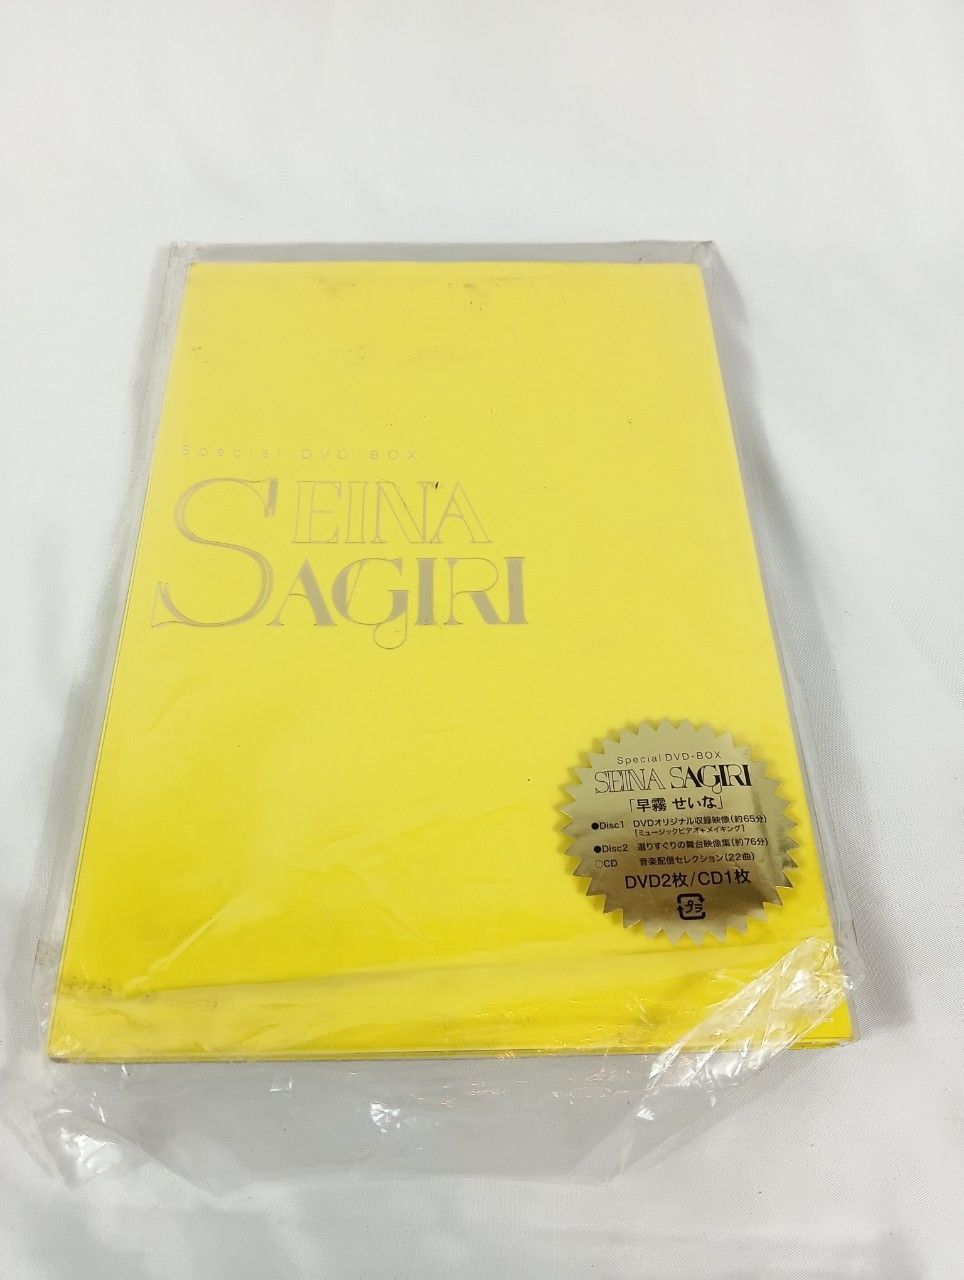 Special DVD-BOX
SEINA
SAGIRI
Special DVD-BOX
SEINA SAGIRI
「早霧 せいな」
●Disc1 DVDオリジナル収録映像(約65分)
[ミュージックビデオ+メイキング]
●Disc2 選りすぐりの舞台映像集(約76分)
○CD 音楽配信セレクション(22曲)
DVD2枚/CD1枚
プラ